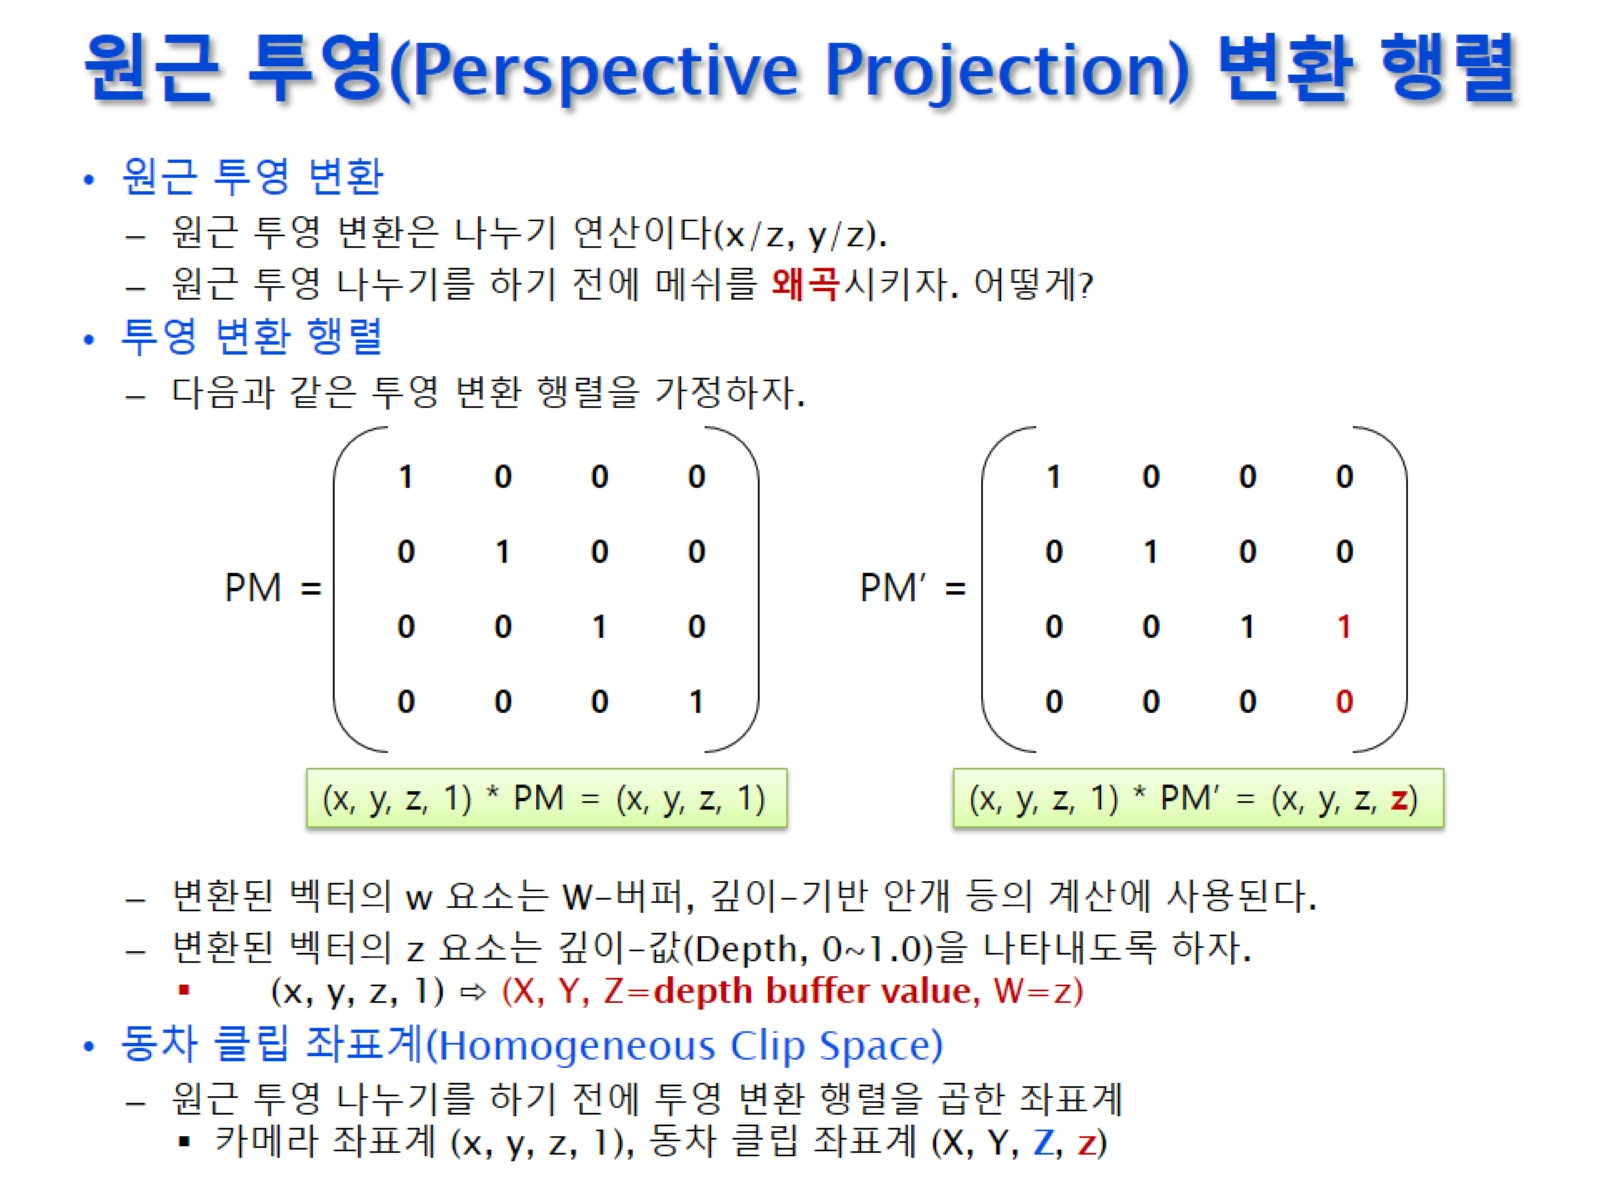 원근 투영(Perspective Projection) 변환 행렬
• 원근 투영 변환
– 원근 투영 변환은 나누기 연산이다(x/z, y/z).
– 원근 투영 나누기를 하기 전에 메쉬를 왜곡시키자. 어떻게?
• 투영 변환 행렬
– 다음과 같은 투영 변환 행렬을 가정하자.
PM =
1 0 0 0
0 1 0 0
0 0 1 0
0 0 0 1
PM′ =
1 0 0 0
0 1 0 0
0 0 1 1
0 0 0 0
(x, y, z, 1) * PM = (x, y, z, 1)
(x, y, z, 1) * PM′ = (x, y, z, z)
– 변환된 벡터의 w 요소는 W-버퍼, 깊이-기반 안개 등의 계산에 사용된다.
– 변환된 벡터의 z 요소는 깊이-값(Depth, 0~1.0)을 나타내도록 하자.
▪ (x, y, z, 1) ⇨ (X, Y, Z=depth buffer value, W=z)
• 동차 클립 좌표계(Homogeneous Clip Space)
– 원근 투영 나누기를 하기 전에 투영 변환 행렬을 곱한 좌표계
▪ 카메라 좌표계 (x, y, z, 1), 동차 클립 좌표계 (X, Y, Z, z)